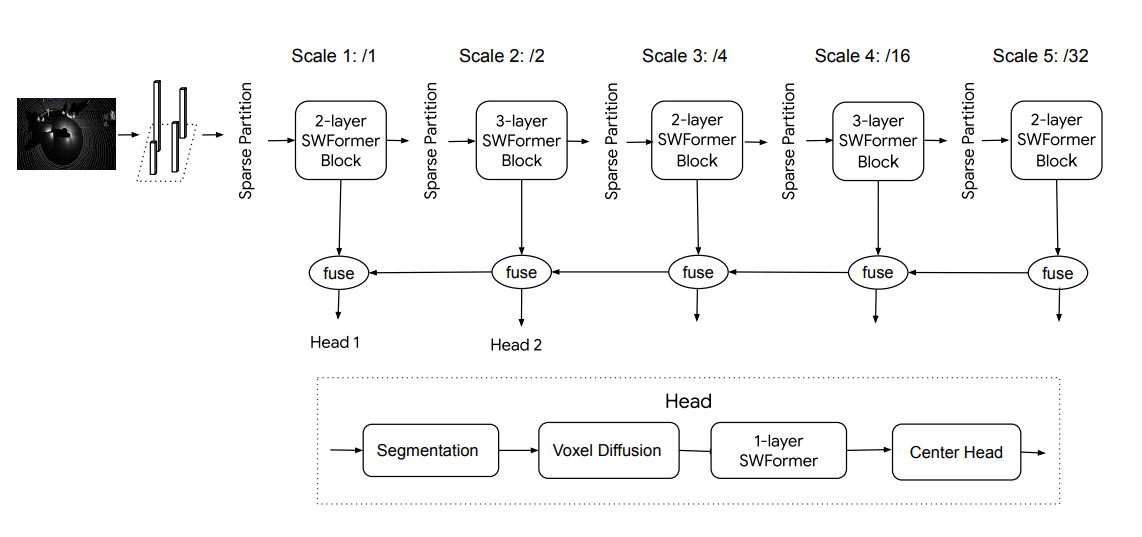 Scale 1: /1
Scale 2: /2
Scale 3: /4
Scale 4: /16
Scale 5: /32
Sparse Partition
2-layer
SWFormer
Block
Sparse Partition
3-layer
SWFormer
Block
Sparse Partition
2-layer
SWFormer
Block
Sparse Partition
3-layer
SWFormer
Block
Sparse Partition
2-layer
SWFormer
Block
fuse
fuse
fuse
fuse
fuse
Head 1
Head 2
Head
Segmentation
Voxel Diffusion
1-layer
SWFormer
Center Head